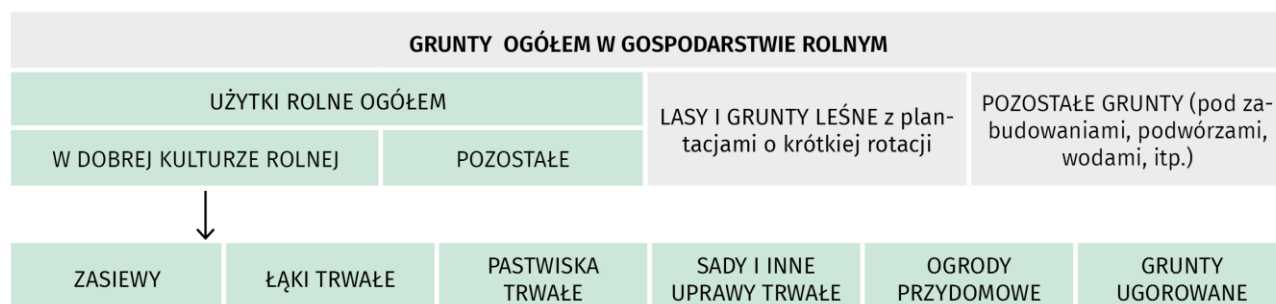 GRUNTY OGÓŁEM W GOSPODARSTWIE ROLNYM
UŻYTKI ROLNE OGÓŁEM
LASY I GRUNTY LEŚNE z plan-
tacjami o krótkiej rotacji
POZOSTAŁE GRUNTY (pod za-
budowaniami, podwórzami,
wodami, itp.)
W DOBREJ KULTURZE ROLNEJ
POZOSTAŁE
ZASIEWY
ŁĄKI TRWAŁE
PASTWISKA
TRWAŁE
SADY I INNE
UPRAWY TRWAŁE
OGRODY
PRZYDOMOWE
GRUNTY
UGOROWANE